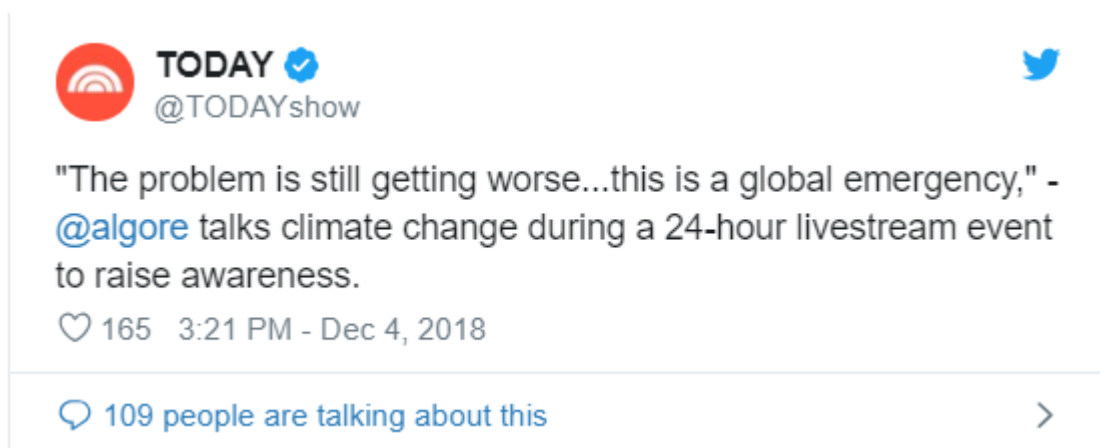 TODAY
@TODAYshow
"The problem is still getting worse...this is a global emergency," -
@algore talks climate change during a 24-hour livestream event
to raise awareness.
165 3:21 PM - Dec 4, 2018
109 people are talking about this